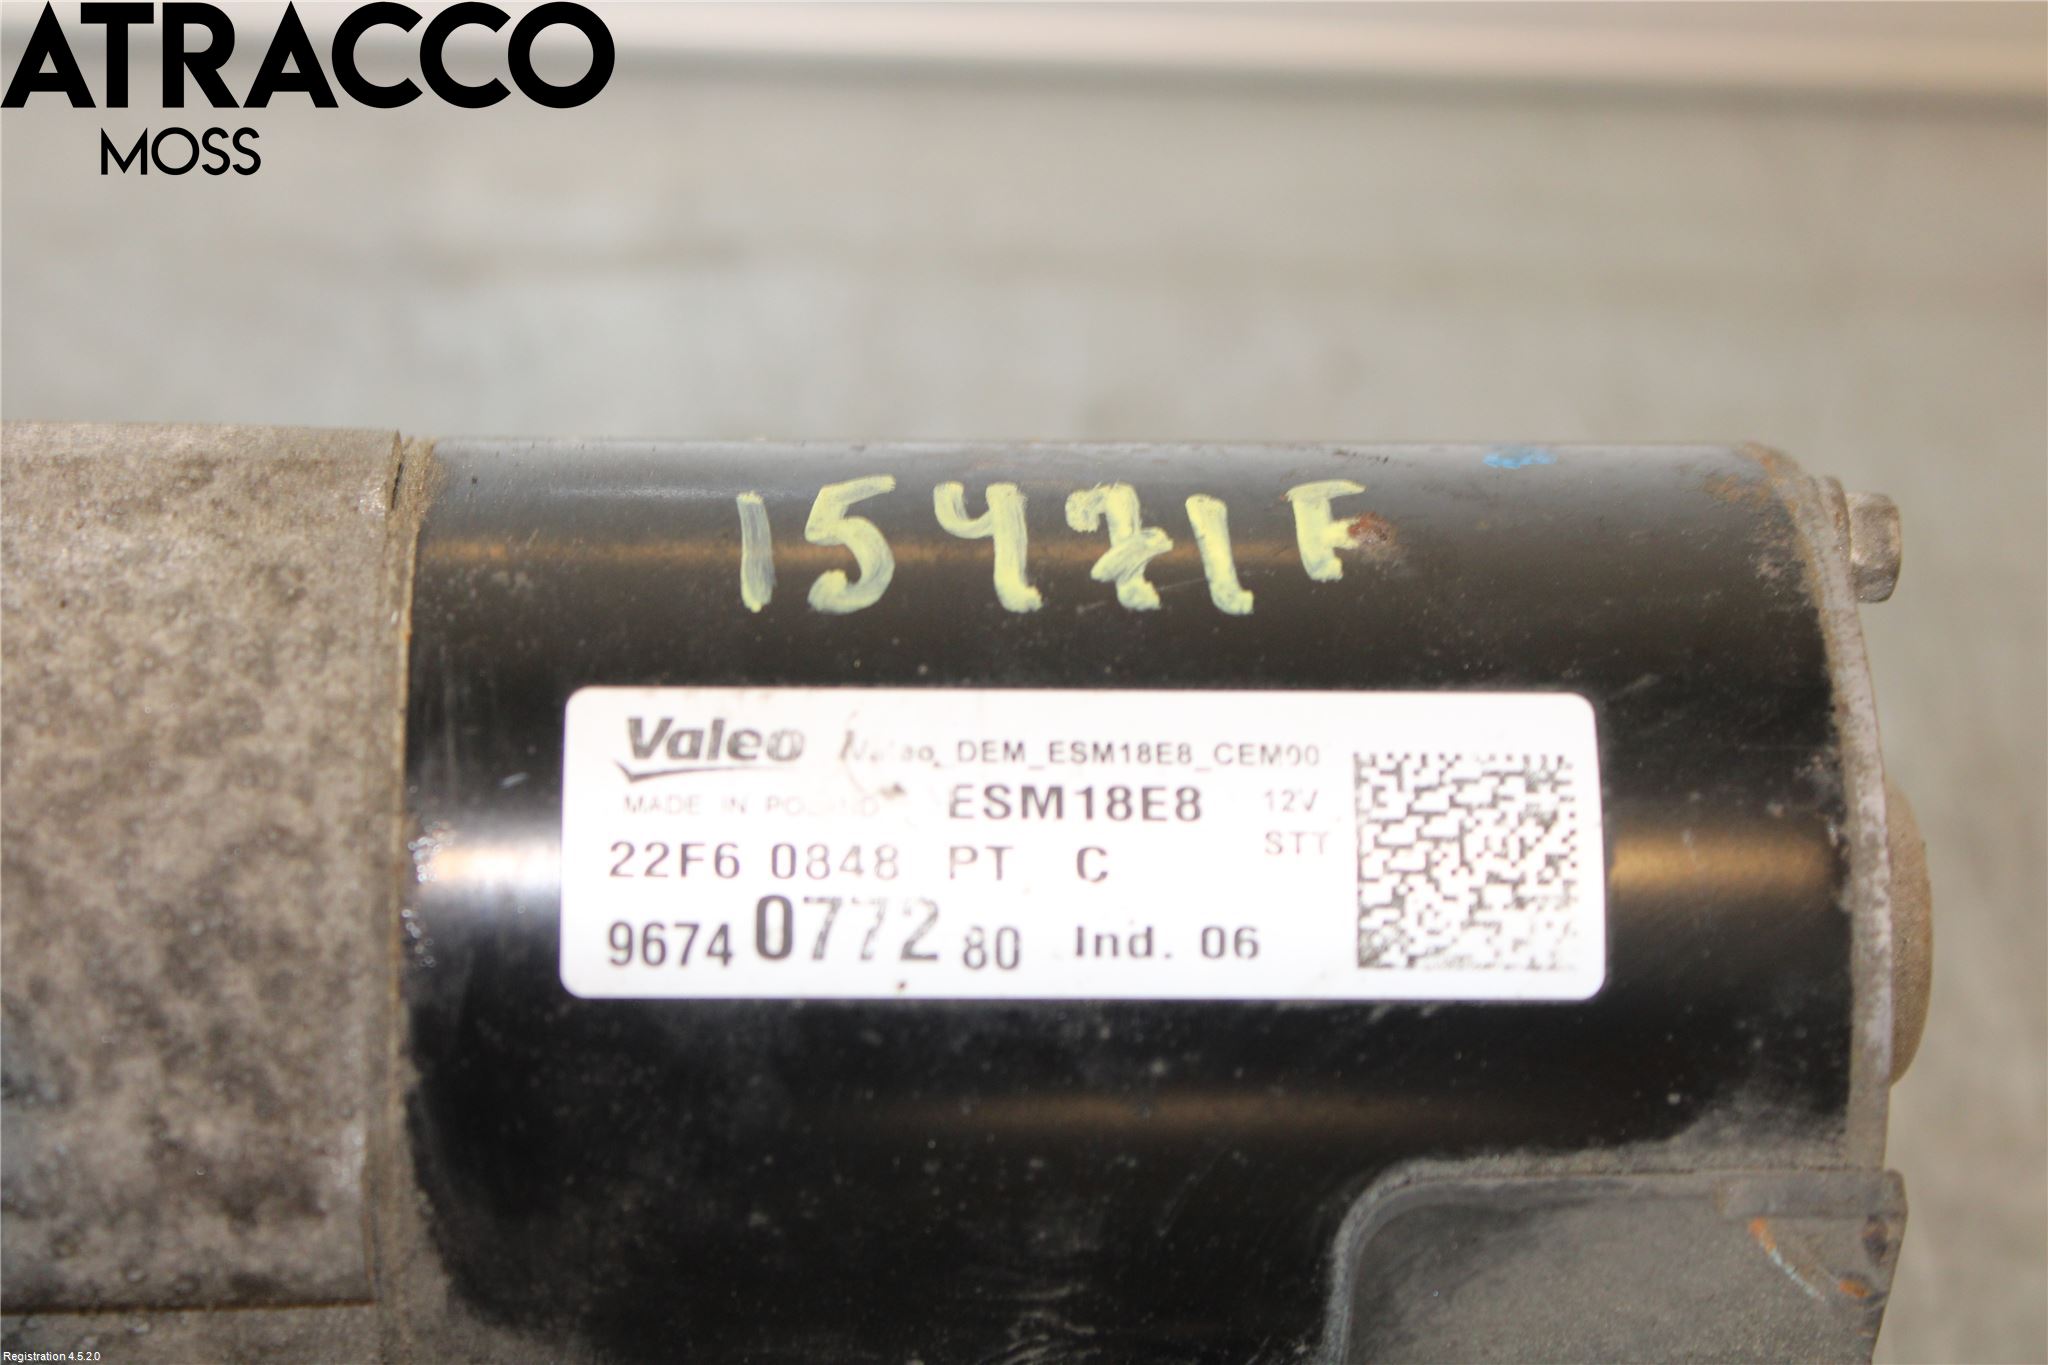 ATRACCO
MOSS
15471F
Valeo
DEM_ESM18E8_CEM00
MADE IN POLAND
ESM18E8 12V
STT
22F6 0848 PT C
9674 0772 80 Ind. 06
Registration 4.5.2.0